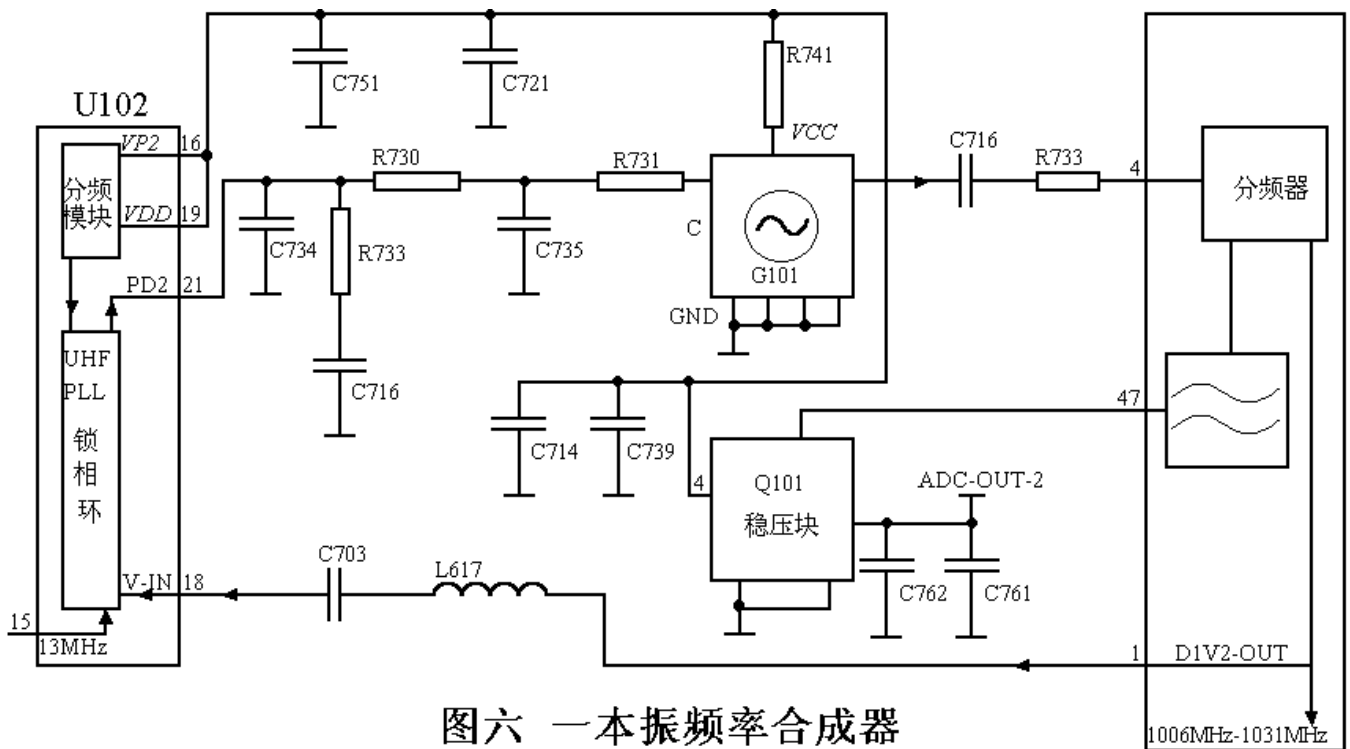 U102
VP2
16
分频
模块
VDD
19
PD2
21
UHF
PLL
锁
相
环
V-IN
18
15
13MHz
C751
C721
R741
VCC
R730
R731
C734
R733
C735
C716
C
G101
GND
C716
R733
4
分频器
C714
C739
4
Q101
稳压块
47
ADC-OUT-2
C762
C761
C703
L617
1
D1V2-OUT
1006MHz-1031MHz
图六 一本振频率合成器